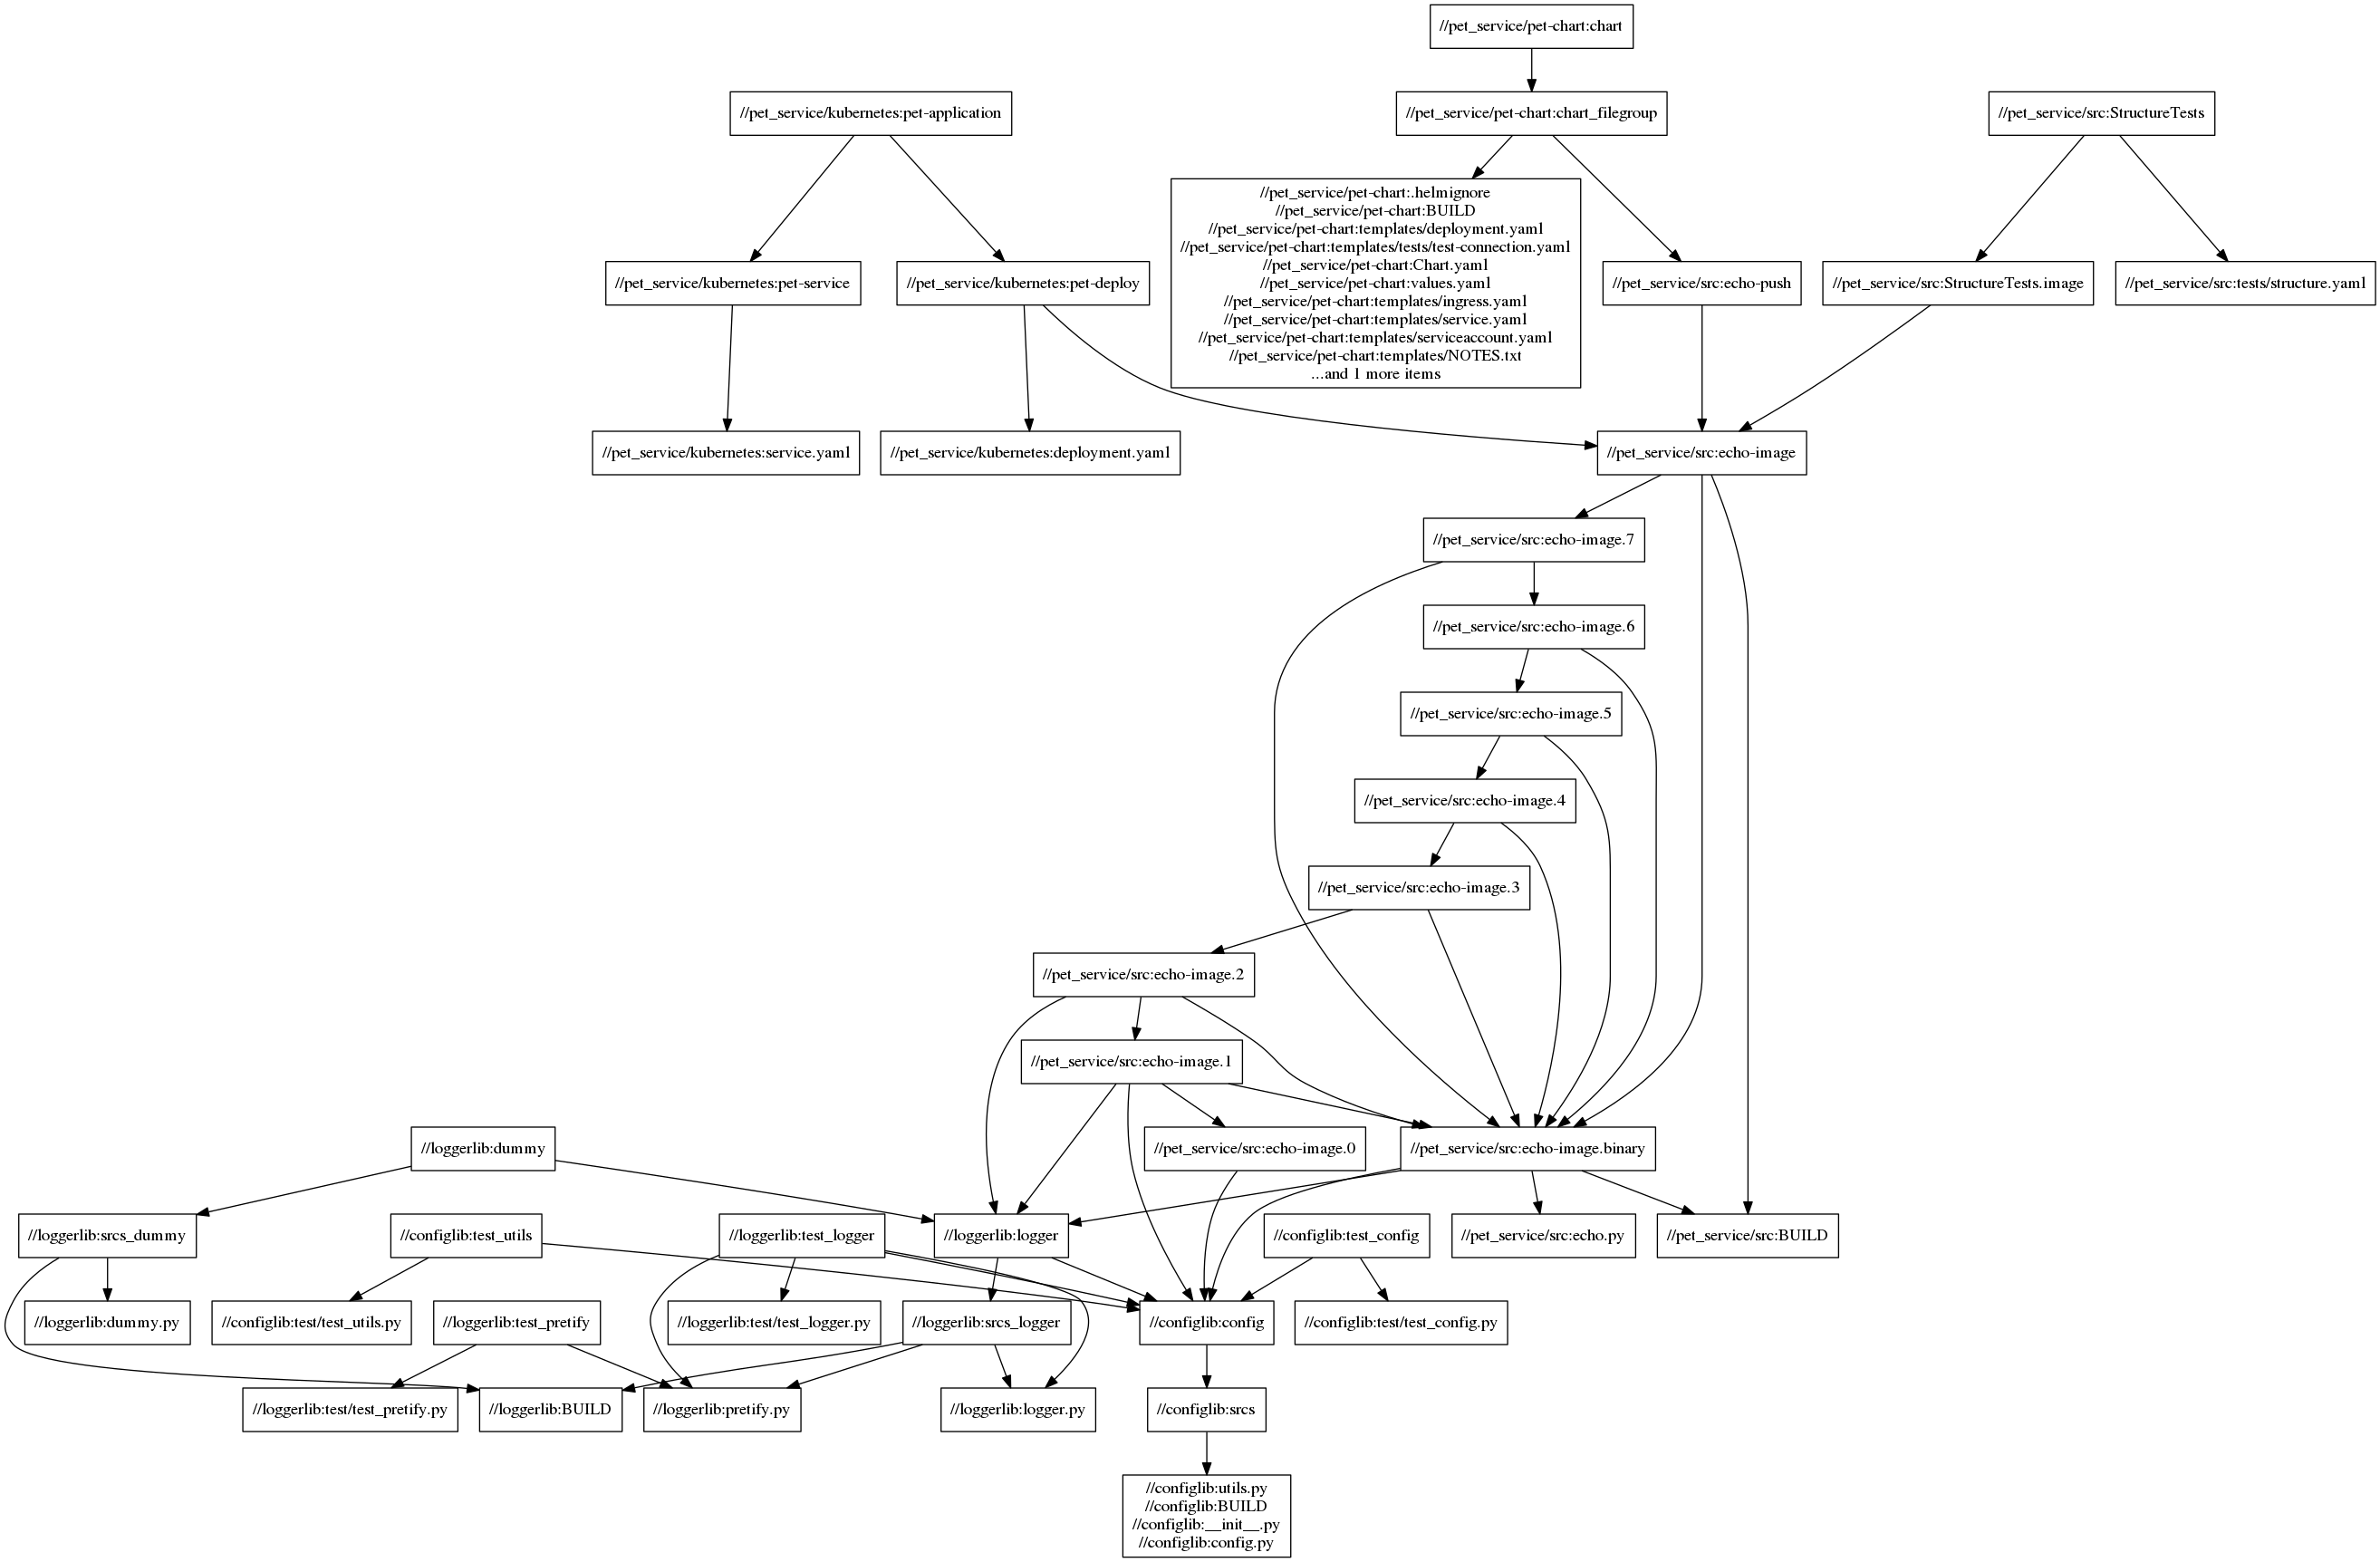 //pet_service/pet-chart:chart
//pet_service/kubernetes:pet-application
//pet_service/pet-chart:chart_filegroup
//pet_service/src:StructureTests
//pet_service/pet-chart:.helmignore
//pet_service/pet-chart:BUILD
//pet_service/pet-chart:templates/deployment.yaml
//pet_service/pet-chart:templates/tests/test-connection.yaml
//pet_service/pet-chart:Chart.yaml
//pet_service/pet-chart:values.yaml
//pet_service/pet-chart:templates/ingress.yaml
//pet_service/pet-chart:templates/service.yaml
//pet_service/pet-chart:templates/serviceaccount.yaml
//pet_service/pet-chart:templates/NOTES.txt
...and 1 more items
//pet_service/kubernetes:pet-service
//pet_service/kubernetes:pet-deploy
//pet_service/src:echo-push
//pet_service/src:StructureTests.image
//pet_service/src:tests/structure.yaml
//pet_service/kubernetes:service.yaml
//pet_service/kubernetes:deployment.yaml
//pet_service/src:echo-image
//pet_service/src:echo-image.7
//pet_service/src:echo-image.6
//pet_service/src:echo-image.5
//pet_service/src:echo-image.4
//pet_service/src:echo-image.3
//pet_service/src:echo-image.2
//pet_service/src:echo-image.1
//loggerlib:dummy
//pet_service/src:echo-image.0
//pet_service/src:echo-image.binary
//loggerlib:srcs_dummy
//configlib:test_utils
//loggerlib:test_logger
//loggerlib:logger
//configlib:test_config
//pet_service/src:echo.py
//pet_service/src:BUILD
//loggerlib:dummy.py
//configlib:test/test_utils.py
//loggerlib:test_pretify
//loggerlib:test/test_logger.py
//loggerlib:srcs_logger
//configlib:config
//configlib:test/test_config.py
//loggerlib:test/test_pretify.py
//loggerlib:BUILD
//loggerlib:pretify.py
//loggerlib:logger.py
//configlib:srcs
//configlib:utils.py
//configlib:BUILD
//configlib:__init__.py
//configlib:config.py